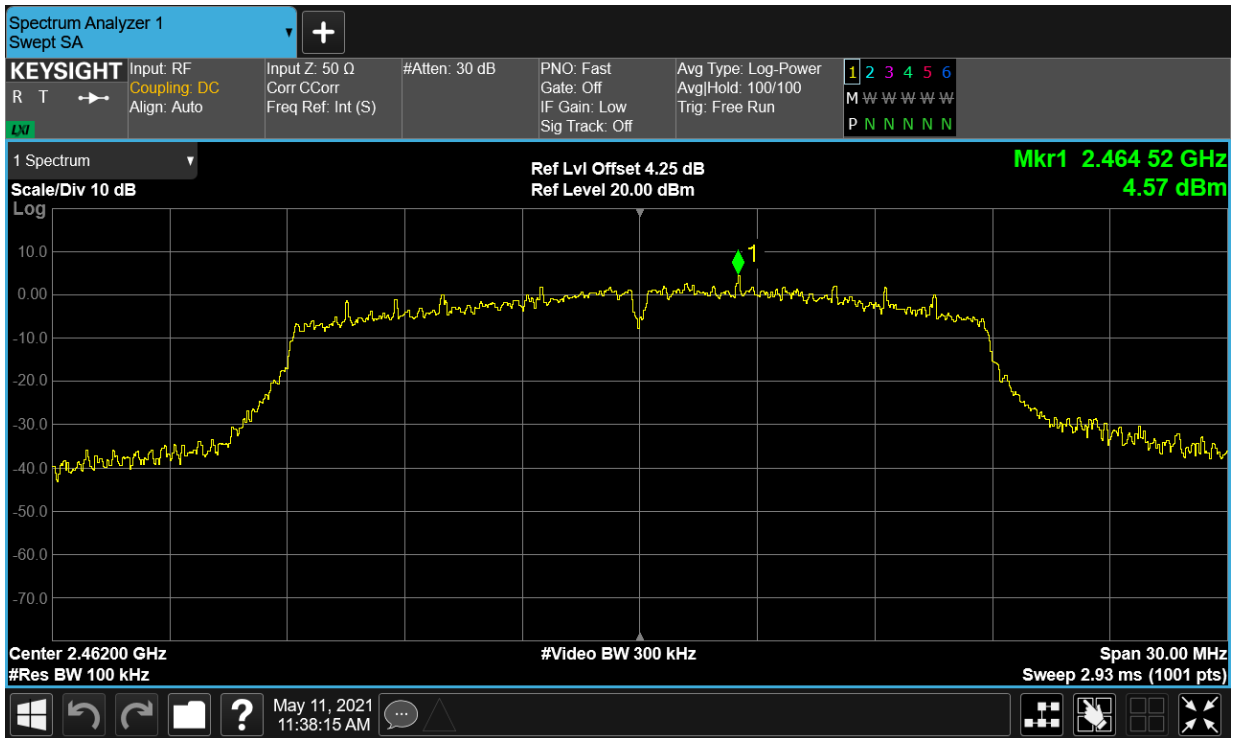 Spectrum Analyzer 1
Swept SA
KEYSIGHT
R T
LXI
Input: RF
Coupling: DC
Align: Auto
Input Z: 50 Ω
Corr CCorr
Freq Ref: Int (S)
#Atten: 30 dB
PNO: Fast
Gate: Off
IF Gain: Low
Sig Track: Off
Avg Type: Log-Power
Avg|Hold: 100/100
Trig: Free Run
1 2 3 4 5 6
M W W W W W
P N N N N N
1 Spectrum
Scale/Div 10 dB
Log
Ref Lvl Offset 4.25 dB
Ref Level 20.00 dBm
Mkr1 2.464 52 GHz
4.57 dBm
1
10.0
0.00
-10.0
-20.0
-30.0
-40.0
-50.0
-60.0
-70.0
Center 2.46200 GHz
#Res BW 100 kHz
#Video BW 300 kHz
Span 30.00 MHz
Sweep 2.93 ms (1001 pts)
?
May 11, 2021
11:38:15 AM